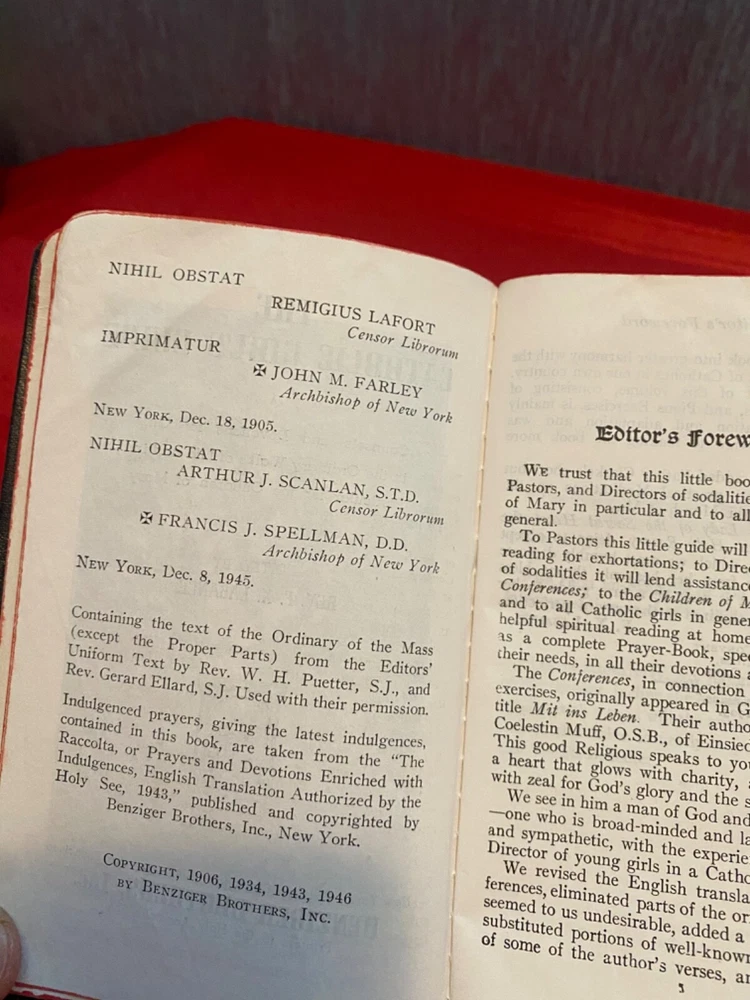 NIHIL OBSTAT
REMIGIUS LAFORT
Censor Librorum
IMPRIMATUR
✠ JOHN M. FARLEY
Archbishop of New York
NEW YORK, DEC. 18, 1905.
NIHIL OBSTAT
ARTHUR J. SCANLAN, S.T.D.
Censor Librorum
✠ FRANCIS J. SPELLMAN, D.D.
Archbishop of New York
NEW YORK, DEC. 8, 1945.
Containing the text of the Ordinary of the Mass
(except the Proper Parts) from the Editors'
Uniform Text by Rev. W. H. Puetter, S.J., and
Rev. Gerard Ellard, S.J. Used with their permission.
Indulgenced prayers, giving the latest indulgences,
contained in this book, are taken from the "The
Raccolta, or Prayers and Devotions Enriched with
Indulgences, English Translation Authorized by the
Holy See, 1943," published and copyrighted by
Benziger Brothers, Inc., New York.
COPYRIGHT, 1906, 1934, 1943, 1946
BY BENZIGER BROTHERS, INC.
Editor's Forew
WE trust that this little boo
Pastors, and Directors of sodalitie
of Mary in particular and to all
general.
To Pastors this little guide will
reading for exhortations; to Dire
of sodalities it will lend assistanc
Conferences; to the Children of M
and to all Catholic girls in gene
helpful spiritual reading at home
as a complete Prayer-Book, spe
their needs, in all their devotions a
The Conferences, in connection
exercises, originally appeared in G
title Mit ins Leben. Their autho
Coelestin Muff, O.S.B., of Einsied
This good Religious speaks to yo
a heart that glows with charity,
with zeal for God's glory and the s
We see in him a man of God and
—one who is broad-minded and la
and sympathetic, with the experie
Director of young girls in a Catho
We revised the English transla
ferences, eliminated parts of the or
seemed to us undesirable, added a
substituted portions of well-known
of some of the author's verses, an
3